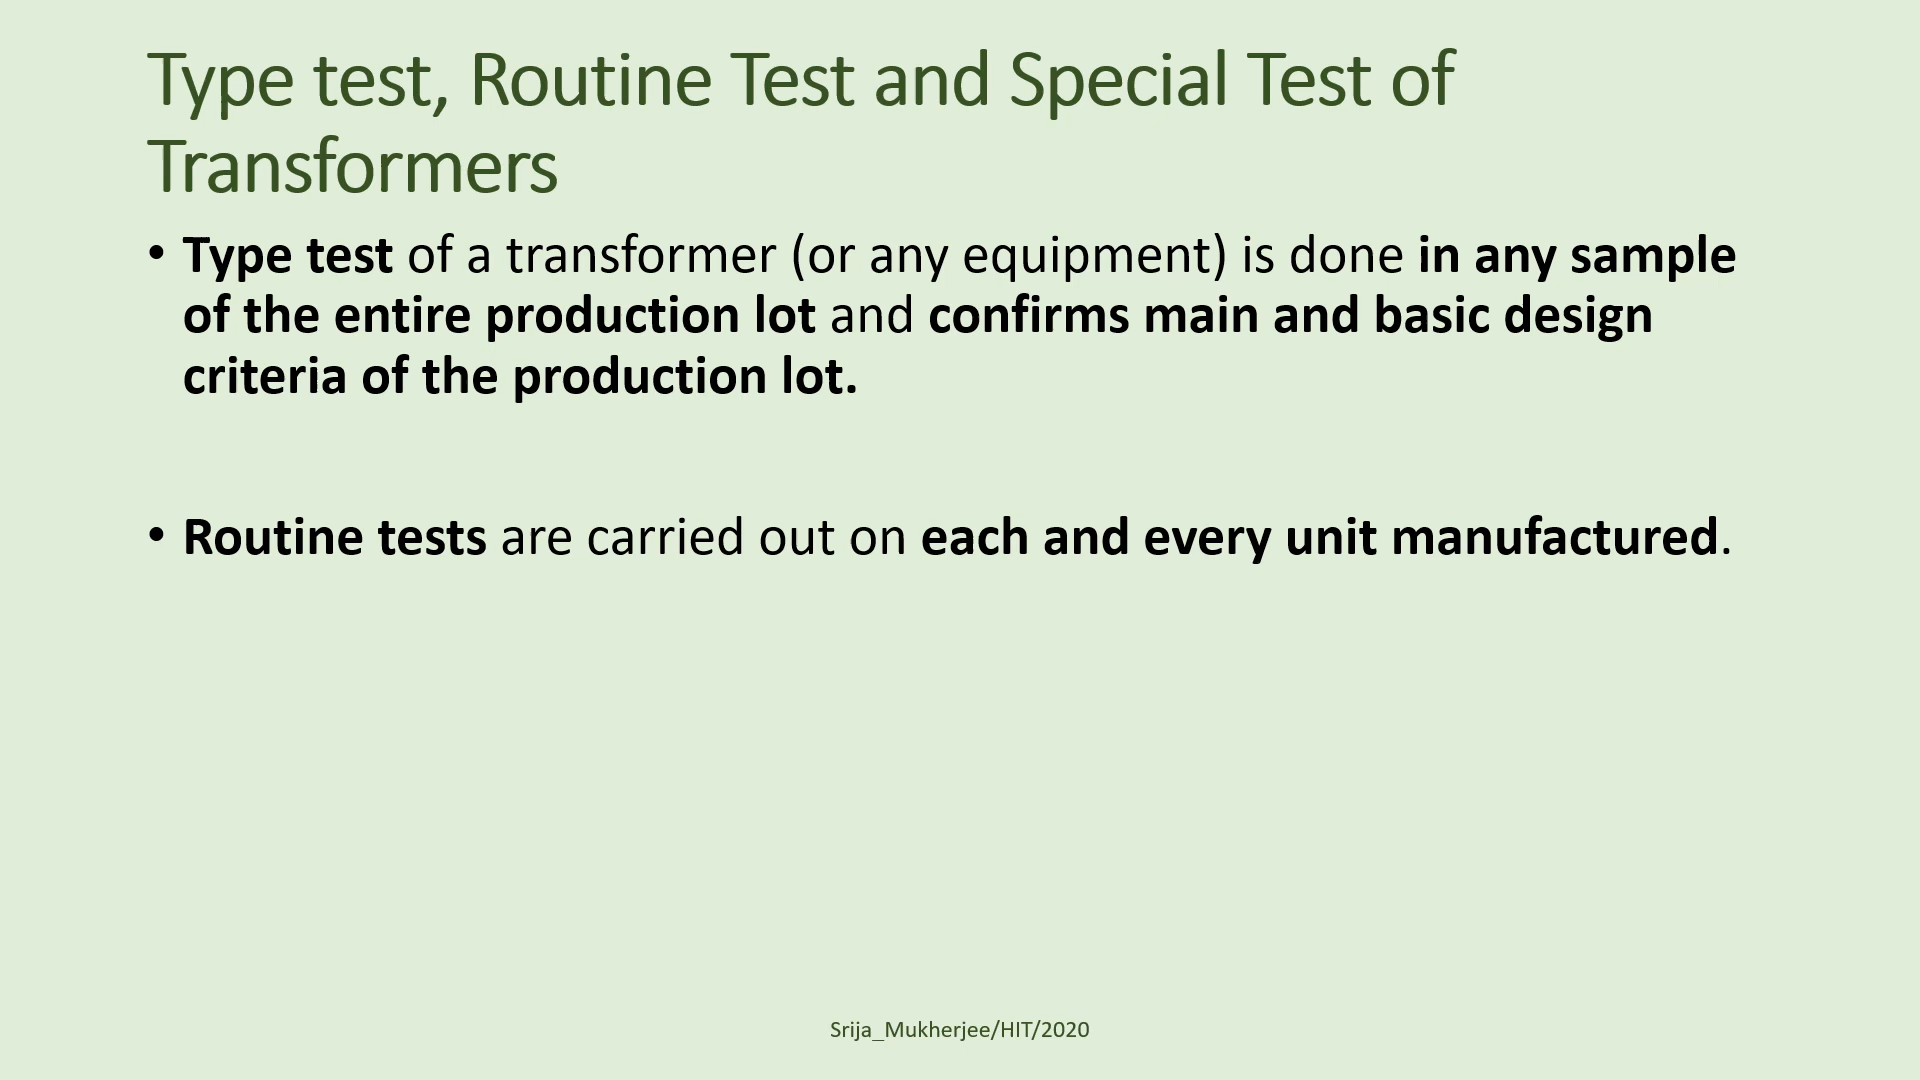 Type test, Routine Test and Special Test of
Transformers
• Type test of a transformer (or any equipment) is done in any sample
of the entire production lot and confirms main and basic design
criteria of the production lot.
• Routine tests are carried out on each and every unit manufactured.
Srija_Mukherjee/HIT/2020